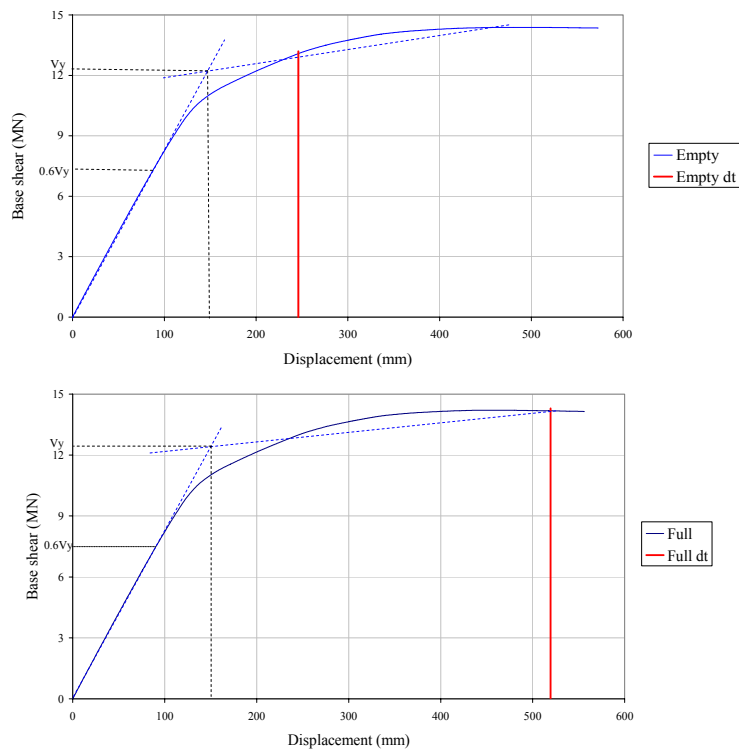 15
12
9
6
3
0
Vy
0.6Vy
Base shear (MN)
0
100
200
300
400
500
600
Displacement (mm)
Empty
Empty dt
15
12
9
6
3
0
Vy
0.6Vy
Base shear (MN)
0
100
200
300
400
500
600
Displacement (mm)
Full
Full dt